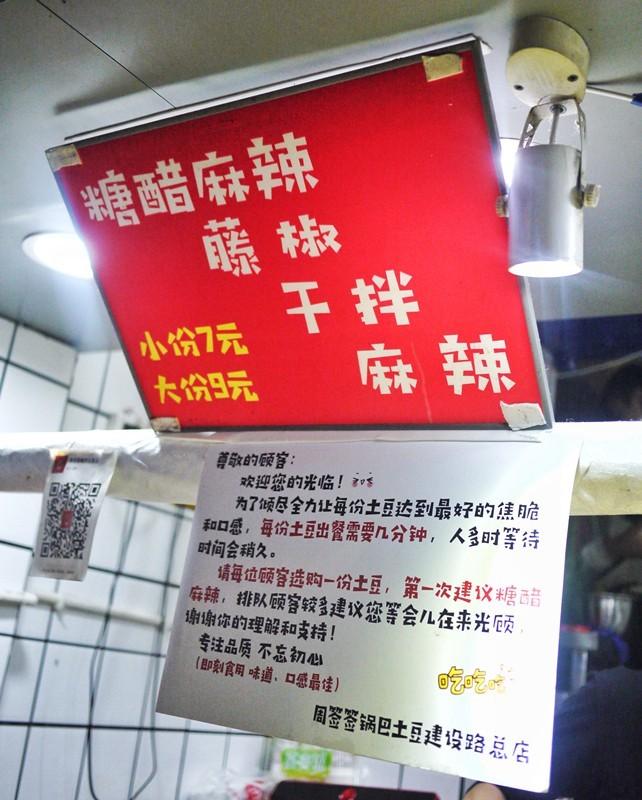 糖醋麻辣
藤椒
干拌
麻辣
小份7元
大份9元
尊敬的顾客:
欢迎您的光临!
为了倾尽全力让每份土豆达到最好的焦脆
和口感,每份土豆出餐需要几分钟,人多时等待
时间会稍久。
请每位顾客选购一份土豆,第一次建议糖醋
麻辣,排队顾客较多建议您等会儿在来光顾,
谢谢你的理解和支持!
专注品质 不忘初心
(即刻食用 味道、口感最佳)
吃吃吃
周签签锅巴土豆建设路总店